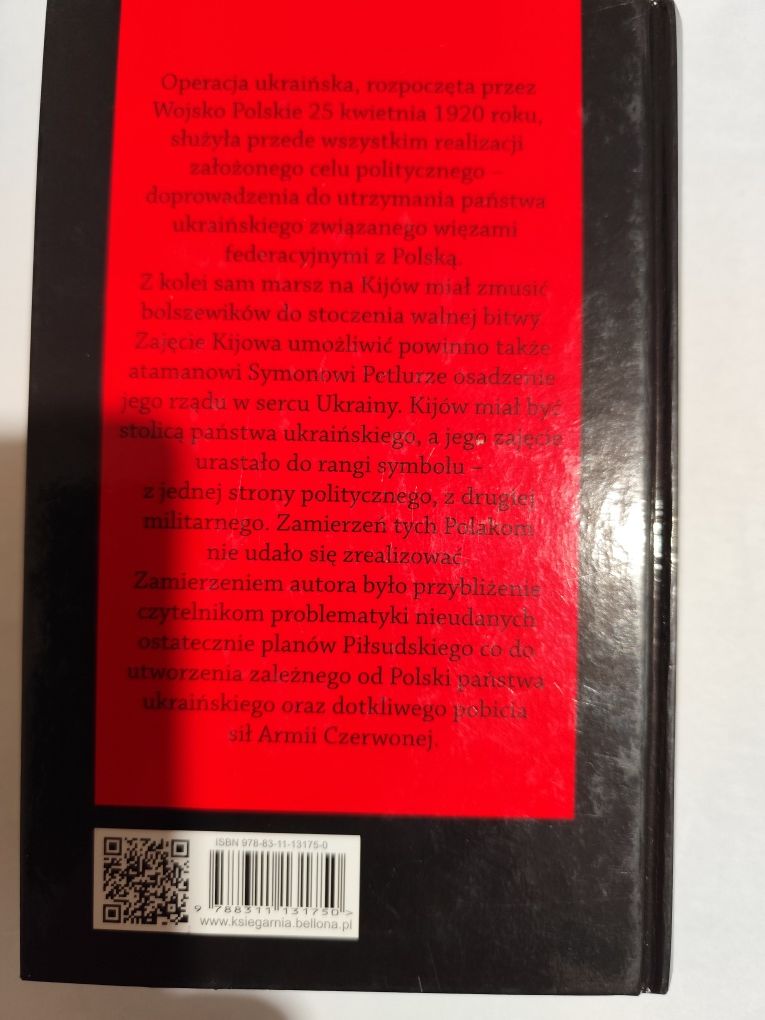 Operacja ukraińska, rozpoczęta przez
Wojsko Polskie 25 kwietnia 1920 roku,
służyła przede wszystkim realizacji
założonego celu politycznego –
doprowadzenia do utrzymania państwa
ukraińskiego związanego więzami
federacyjnymi z Polską.
Z kolei sam marsz na Kijów miał zmusić
bolszewików do stoczenia walnej bitwy.
Zajęcie Kijowa umożliwić powinno także
atamanowi Symonowi Petlurze osadzenie
jego rządu w sercu Ukrainy. Kijów miał być
stolicą państwa ukraińskiego, a jego zajęcie
urastało do rangi symbolu –
z jednej strony politycznego, z drugiej
militarnego. Zamierzeń tych Polakom
nie udało się zrealizować.
Zamierzeniem autora było przybliżenie
czytelnikom problematyki nieudanych
ostatecznie planów Piłsudskiego co do
utworzenia zależnego od Polski państwa
ukraińskiego oraz dotkliwego pobicia
sił Armii Czerwonej.
ISBN 978-83-11-13175-0
9 788311 131750 >
www.ksiegarnia.bellona.pl